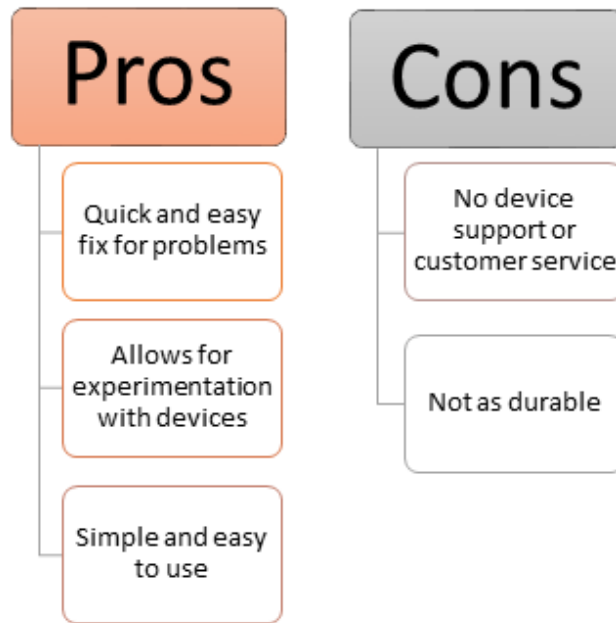 Pros
Quick and easy
fix for problems
Allows for
experimentation
with devices
Simple and easy
to use
Cons
No device
support or
customer service
Not as durable